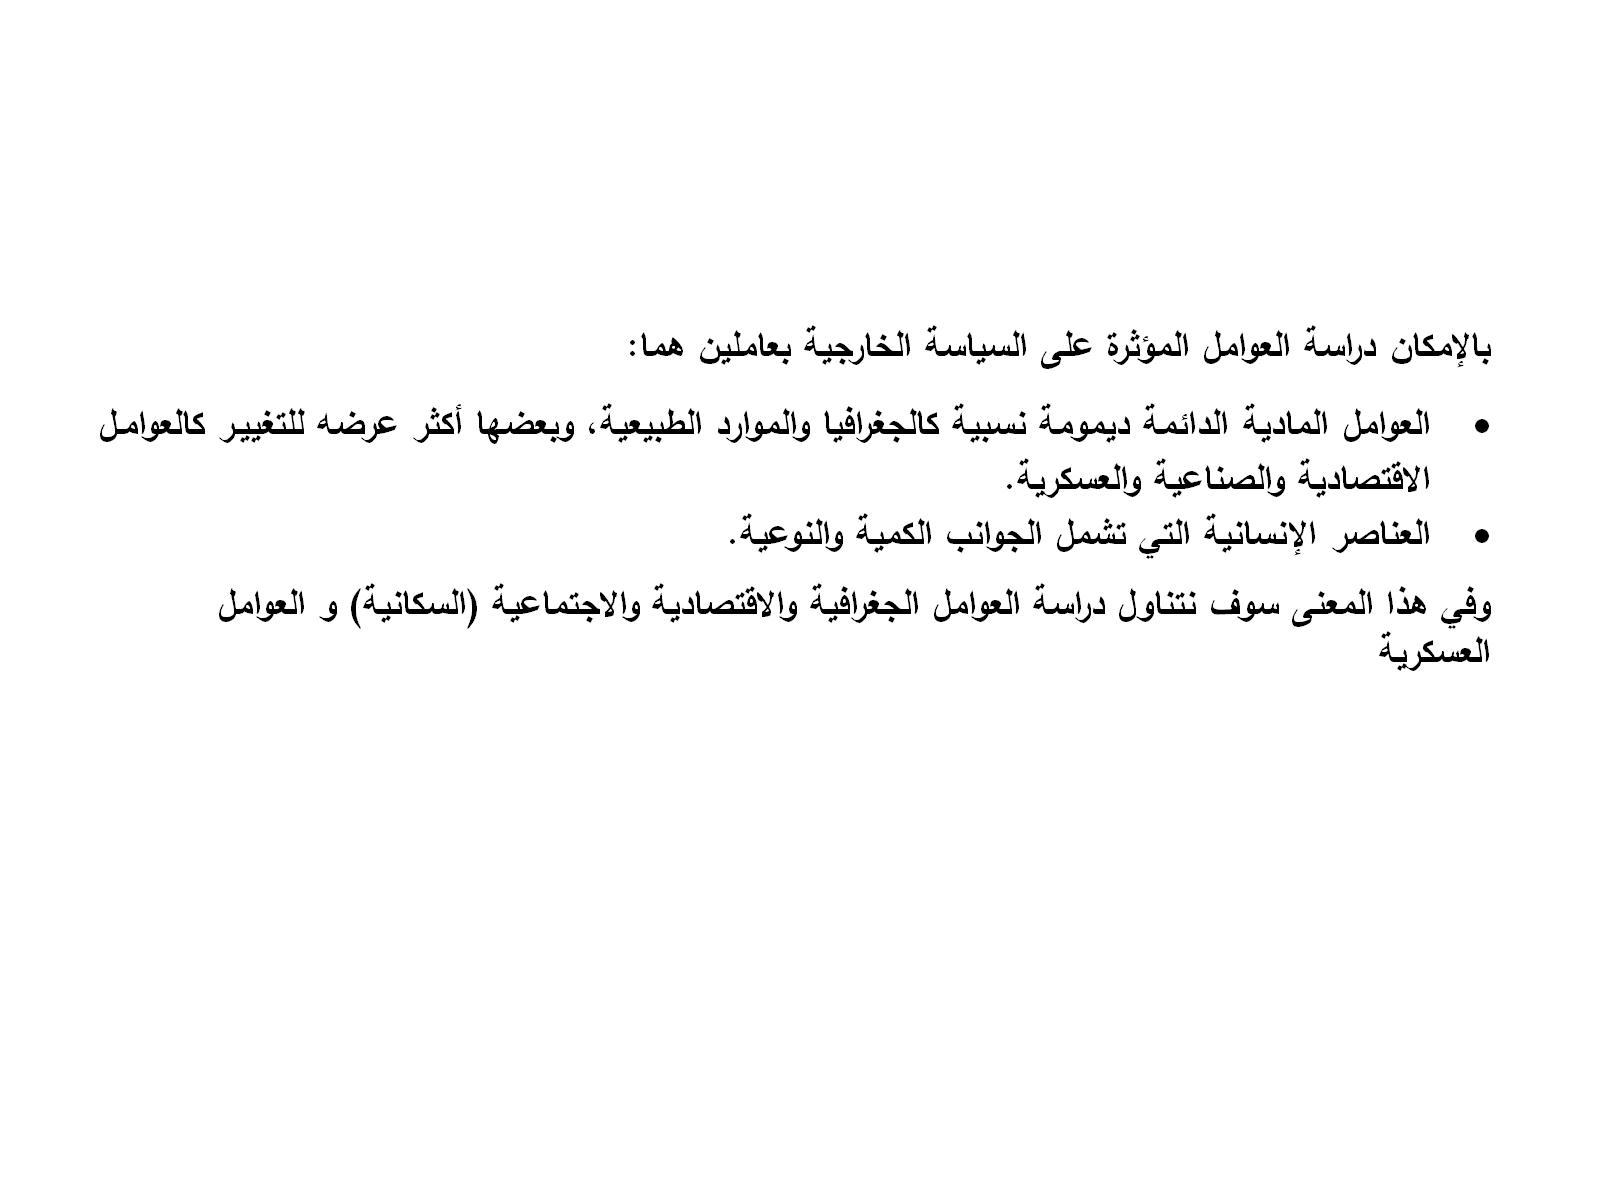 بالإمكان دراسة العوامل المؤثرة على السياسة الخارجية بعاملين هما:
• العوامل المادية الدائمة ديمومة نسبية كالجغرافيا والموارد الطبيعية، وبعضها أكثر عرضه للتغيير كالعوامل
الاقتصادية والصناعية والعسكرية.
• العناصر الإنسانية التي تشمل الجوانب الكمية والنوعية.
وفي هذا المعنى سوف نتناول دراسة العوامل الجغرافية والاقتصادية والاجتماعية (السكانية) و العوامل
العسكرية